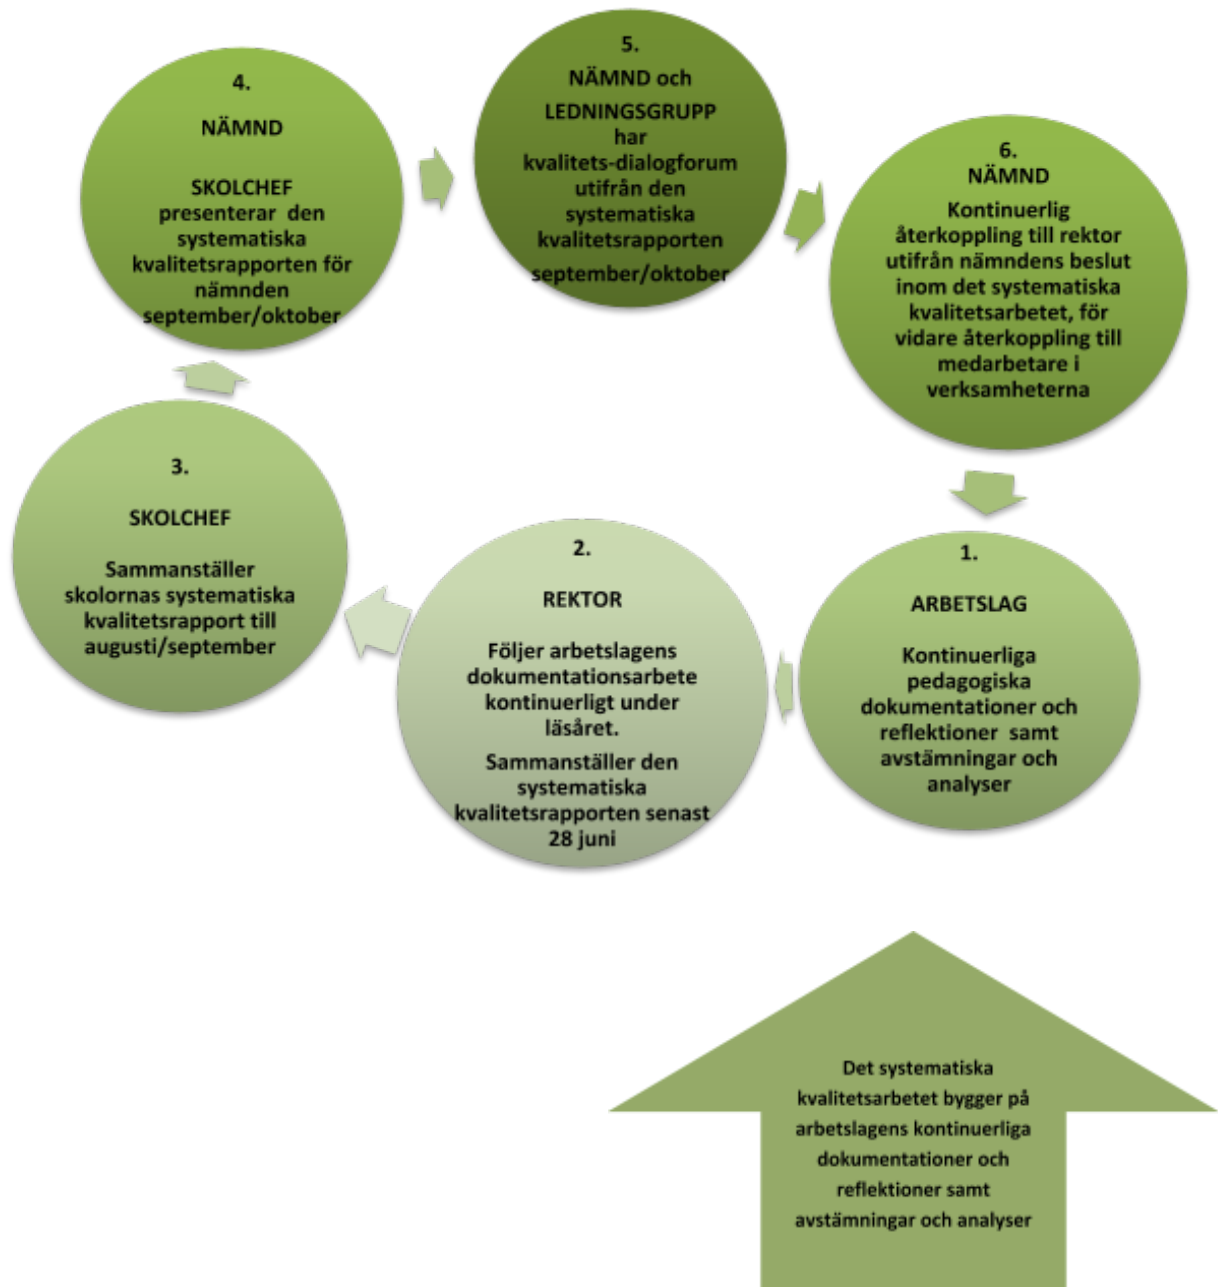 1.
ARBETSLAG
Kontinuerliga
pedagogiska
dokumentationer och
reflektioner samt
avstämningar och
analyser
2.
REKTOR
Följer arbetslagens
dokumentationsarbete
kontinuerligt under
läsåret.
Sammanställer den
systematiska
kvalitetsrapporten senast
28 juni
3.
SKOLCHEF
Sammanställer
skolornas systematiska
kvalitetsrapport till
augusti/september
4.
NÄMND
SKOLCHEF
presenterar den
systematiska
kvalitetsrapporten för
nämnden
september/oktober
5.
NÄMND och
LEDNINGSGRUPP
har
kvalitets-dialogforum
utifrån den
systematiska
kvalitetsrapporten
september/oktober
6.
NÄMND
Kontinuerlig
återkoppling till rektor
utifrån nämndens beslut
inom det systematiska
kvalitetsarbetet, för
vidare återkoppling till
medarbetare i
verksamheterna
Det systematiska
kvalitetsarbetet bygger på
arbetslagens kontinuerliga
dokumentationer och
reflektioner samt
avstämningar och analyser